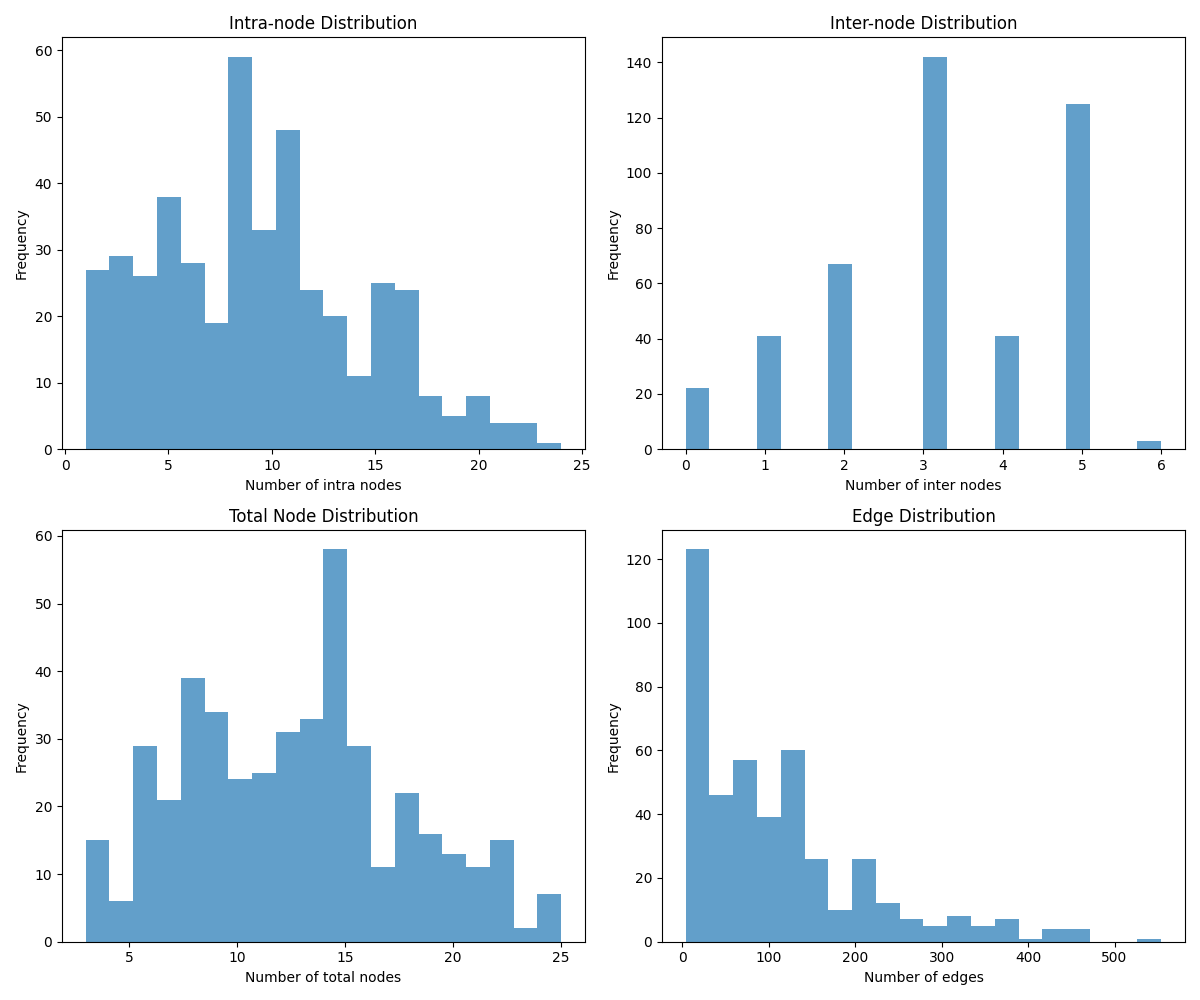 Intra-node Distribution
Frequency
60
50
40
30
20
10
0
0 5 10 15 20 25
Number of intra nodes
Inter-node Distribution
Frequency
140
120
100
80
60
40
20
0
0 1 2 3 4 5 6
Number of inter nodes
Total Node Distribution
Frequency
60
50
40
30
20
10
0
5 10 15 20 25
Number of total nodes
Edge Distribution
Frequency
120
100
80
60
40
20
0
0 100 200 300 400 500
Number of edges